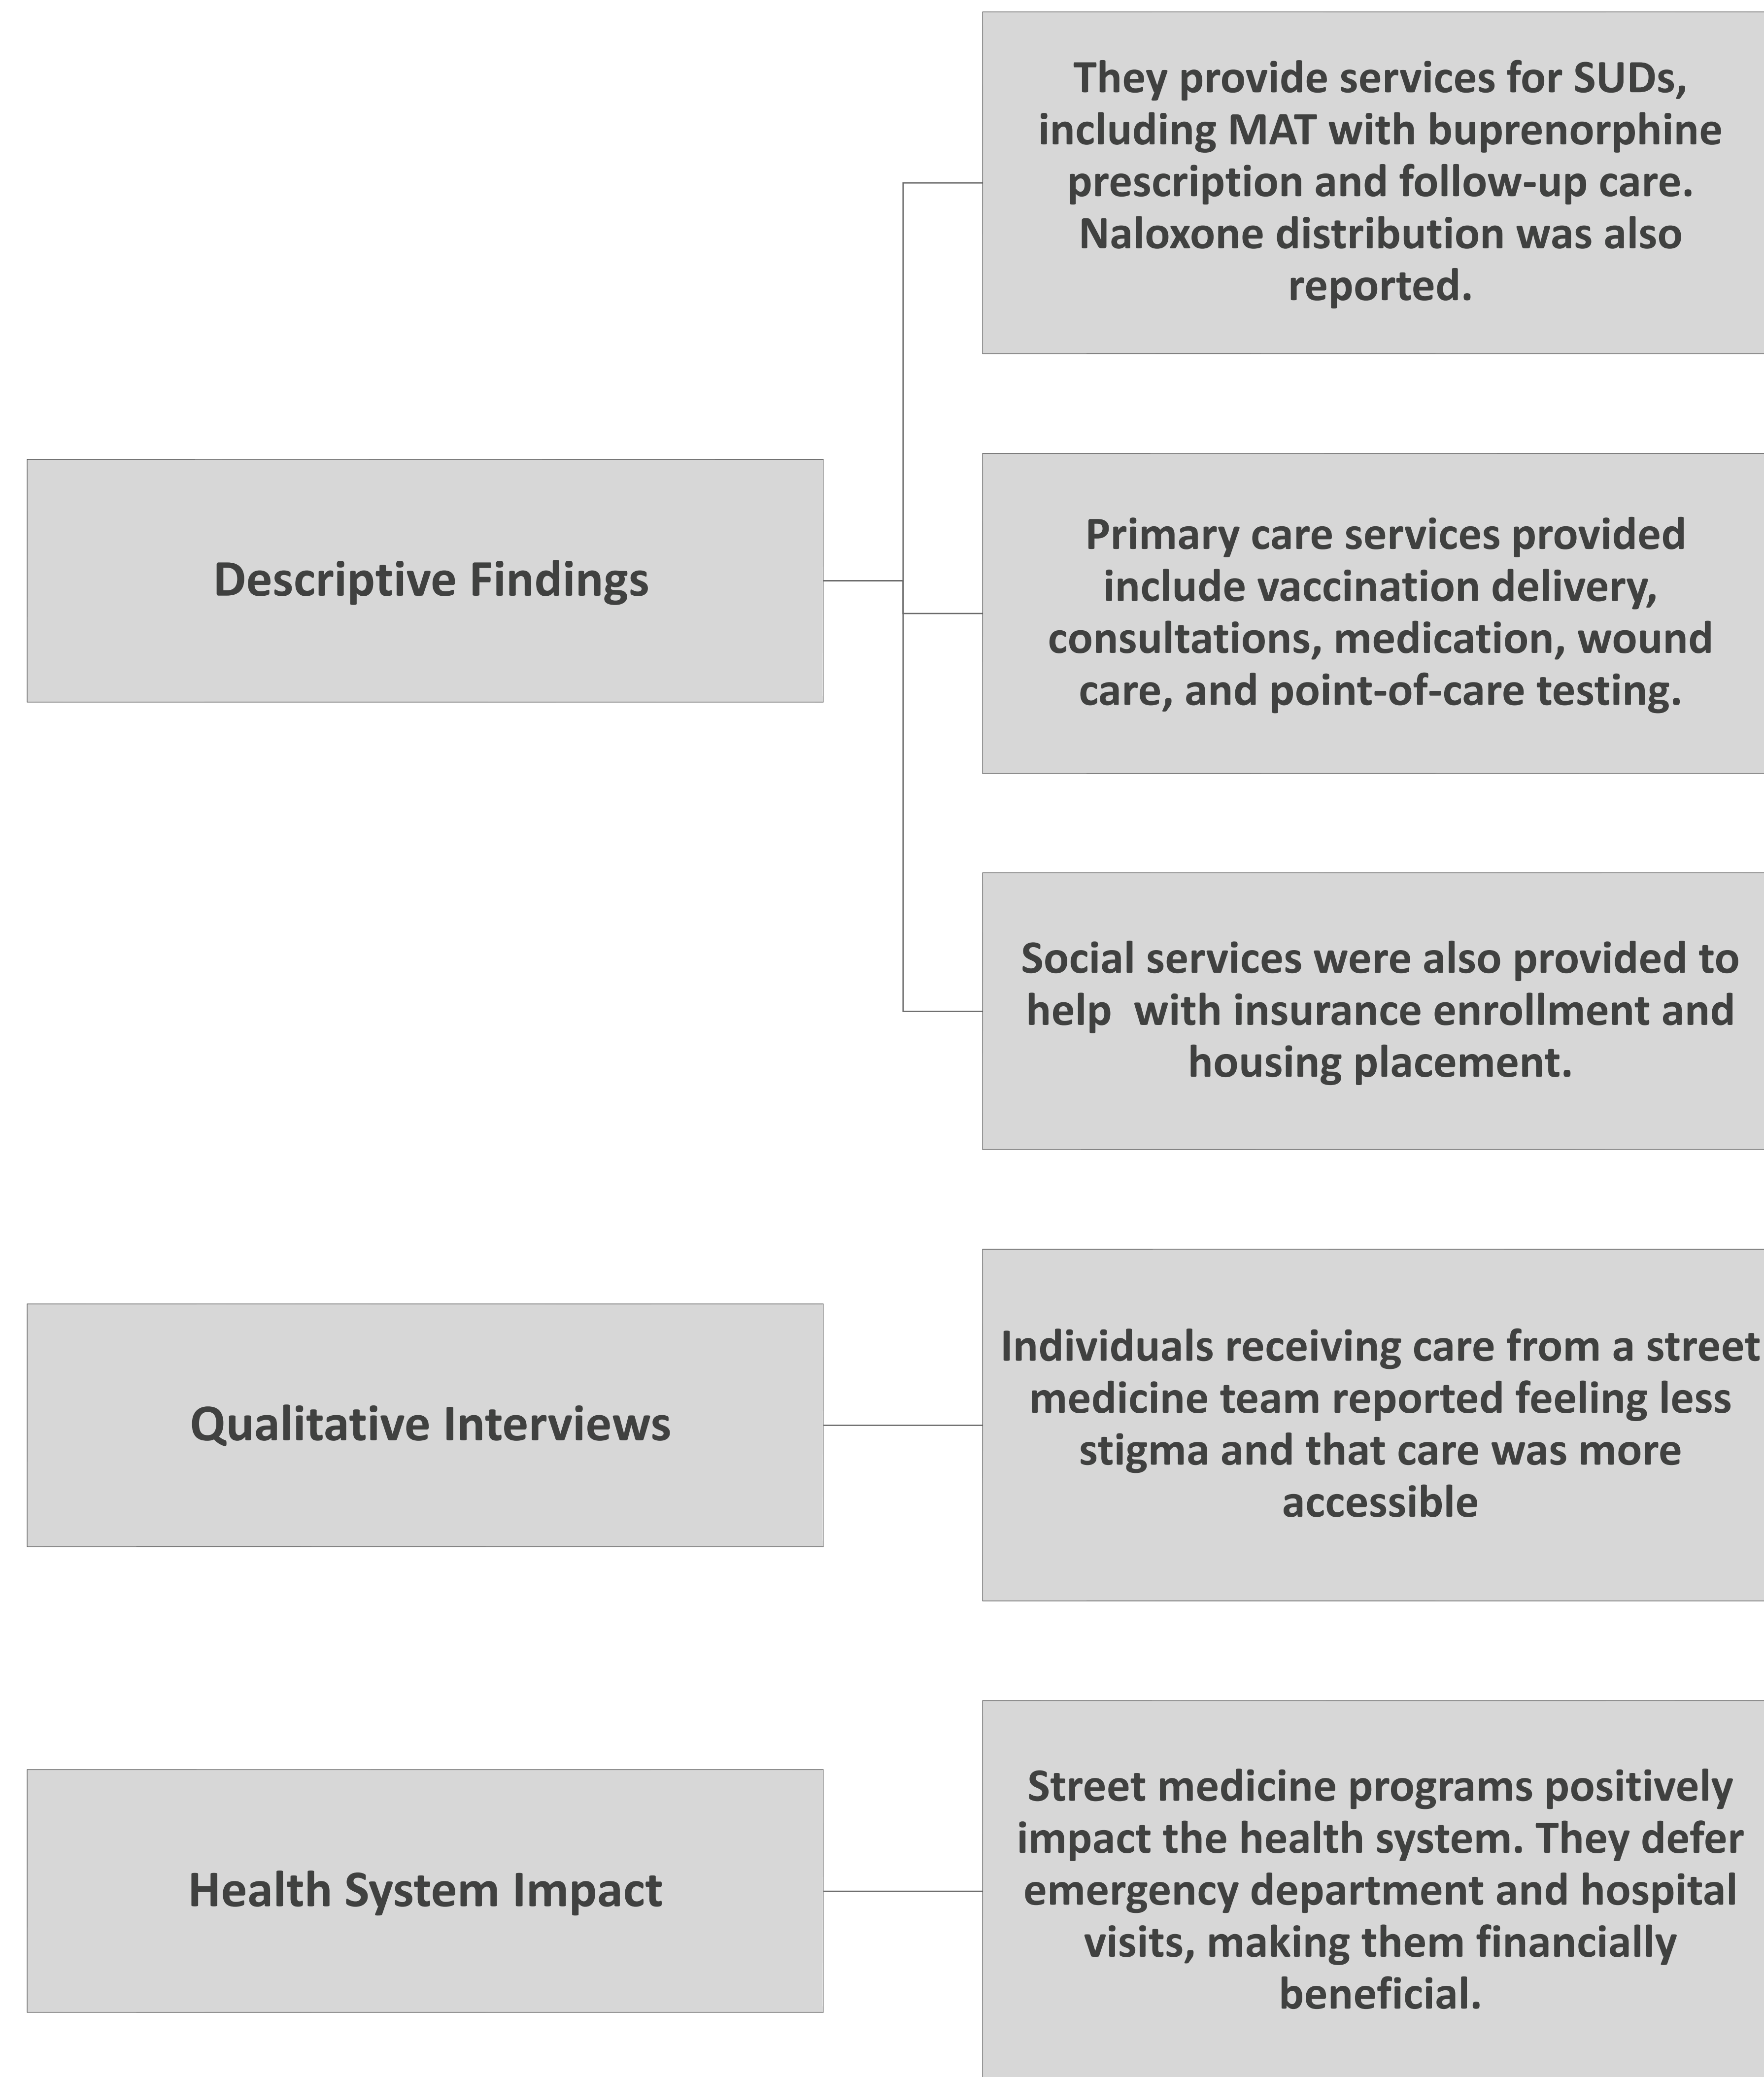 Descriptive Findings
They provide services for SUDs,
including MAT with buprenorphine
prescription and follow-up care.
Naloxone distribution was also
reported.
Primary care services provided
include vaccination delivery,
consultations, medication, wound
care, and point-of-care testing.
Social services were also provided to
help  with insurance enrollment and
housing placement.
Qualitative Interviews
Individuals receiving care from a street
medicine team reported feeling less
stigma and that care was more
accessible
Health System Impact
Street medicine programs positively
impact the health system. They defer
emergency department and hospital
visits, making them financially
beneficial.